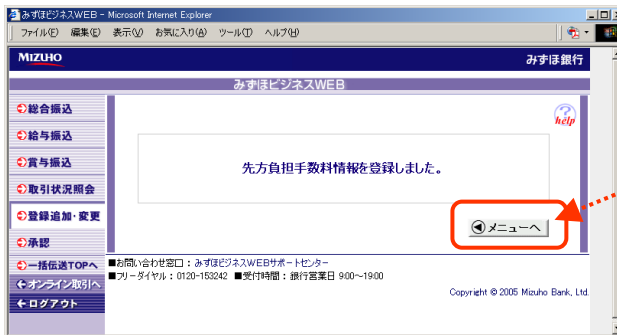 みずほビジネスWEB - Microsoft Internet Explorer
ファイル(F) 編集(E) 表示(V) お気に入り(A) ツール(T) ヘルプ(H)
MIZUHO みずほ銀行
みずほビジネスWEB
総合振込
help
給与振込
賞与振込
先方負担手数料情報を登録しました。
取引状況照会
登録追加・変更
メニューへ
承認
一括伝送TOPへ
■お問い合わせ窓口：みずほビジネスWEBサポートセンター
■フリーダイヤル：0120-153242 ■受付時間：銀行営業日 9:00～19:00
オンライン取引へ
Copyright © 2005 Mizuho Bank, Ltd.
ログアウト